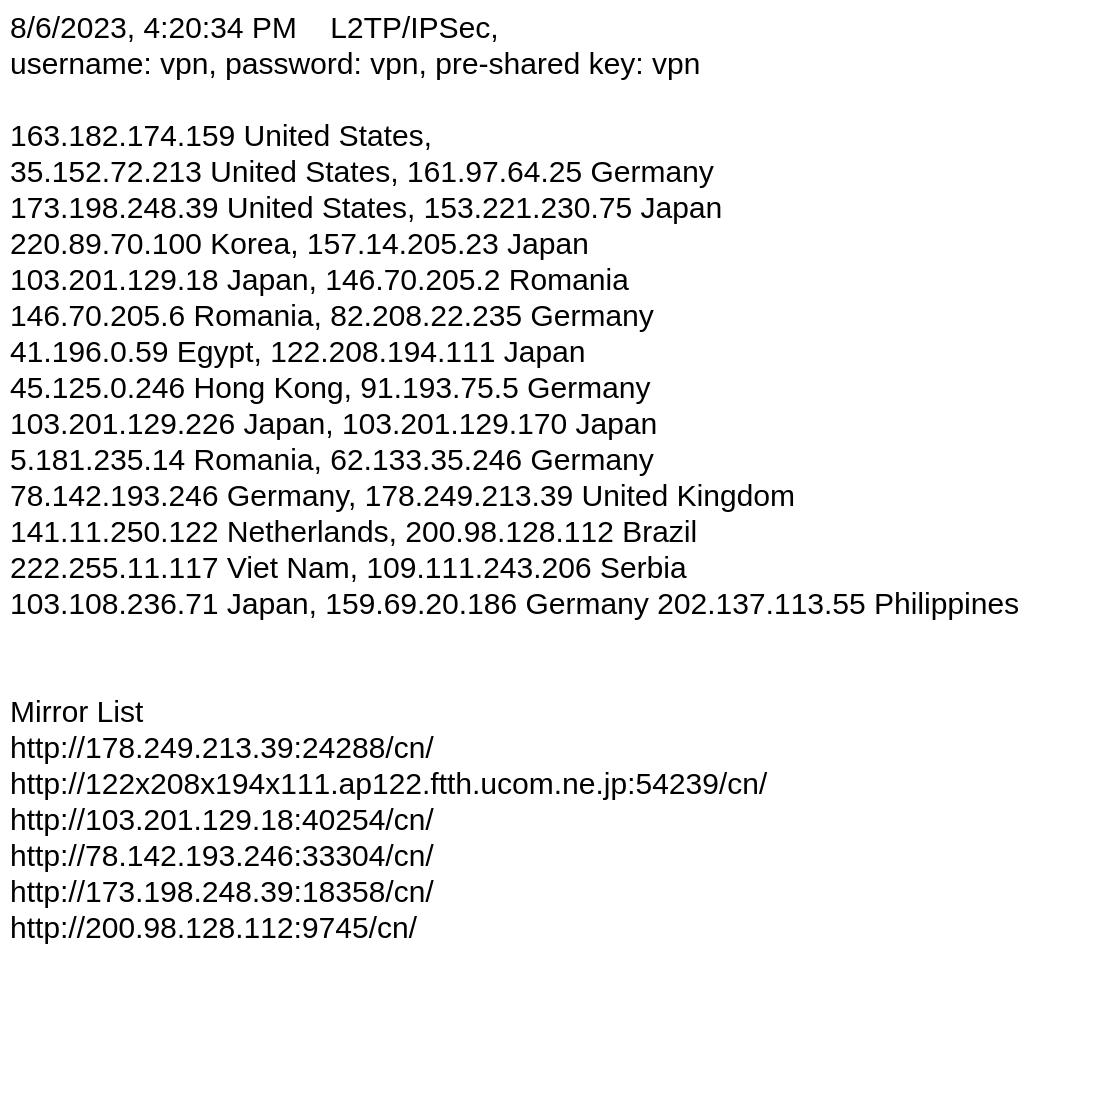 8/6/2023, 4:20:34 PM    L2TP/IPSec,
username: vpn, password: vpn, pre-shared key: vpn
163.182.174.159 United States,
35.152.72.213 United States, 161.97.64.25 Germany
173.198.248.39 United States, 153.221.230.75 Japan
220.89.70.100 Korea, 157.14.205.23 Japan
103.201.129.18 Japan, 146.70.205.2 Romania
146.70.205.6 Romania, 82.208.22.235 Germany
41.196.0.59 Egypt, 122.208.194.111 Japan
45.125.0.246 Hong Kong, 91.193.75.5 Germany
103.201.129.226 Japan, 103.201.129.170 Japan
5.181.235.14 Romania, 62.133.35.246 Germany
78.142.193.246 Germany, 178.249.213.39 United Kingdom
141.11.250.122 Netherlands, 200.98.128.112 Brazil
222.255.11.117 Viet Nam, 109.111.243.206 Serbia
103.108.236.71 Japan, 159.69.20.186 Germany 202.137.113.55 Philippines
Mirror List
http://178.249.213.39:24288/cn/
http://122x208x194x111.ap122.ftth.ucom.ne.jp:54239/cn/
http://103.201.129.18:40254/cn/
http://78.142.193.246:33304/cn/
http://173.198.248.39:18358/cn/
http://200.98.128.112:9745/cn/